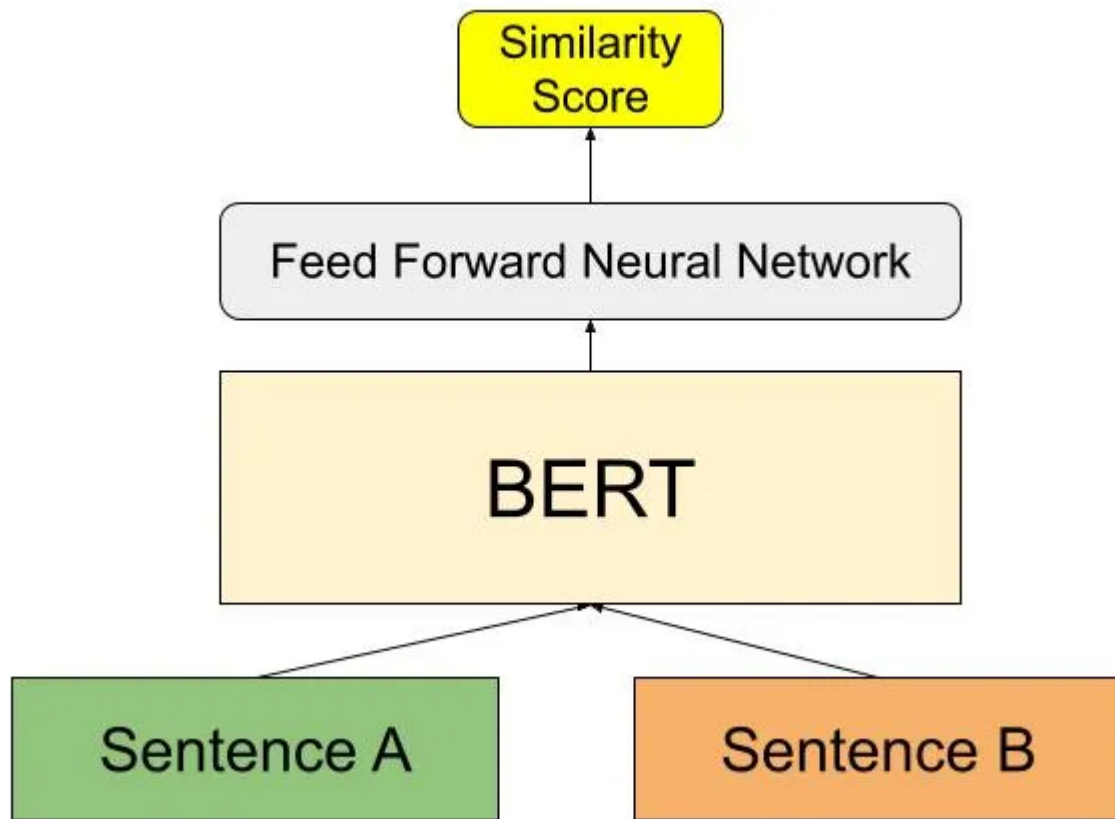 Similarity
Score
Feed Forward Neural Network
BERT
Sentence A
Sentence B